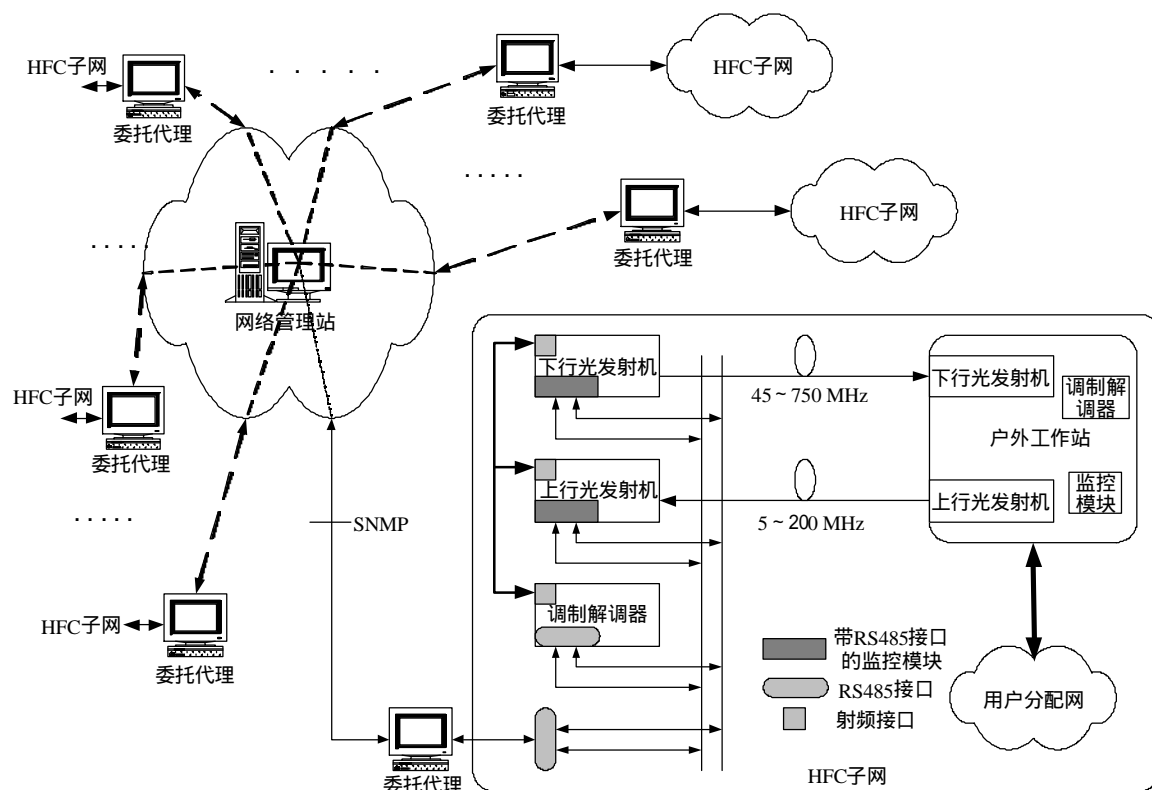 HFC子网
委托代理
委托代理
HFC子网
委托代理
HFC子网
网络管理站
HFC子网
委托代理
SNMP
HFC子网
委托代理
下行光发射机
45～750 MHz
下行光发射机
调制解
调器
户外工作站
上行光发射机
5～200 MHz
上行光发射机
监控
模块
调制解调器
带RS485接口
的监控模块
RS485接口
射频接口
用户分配网
委托代理
HFC子网